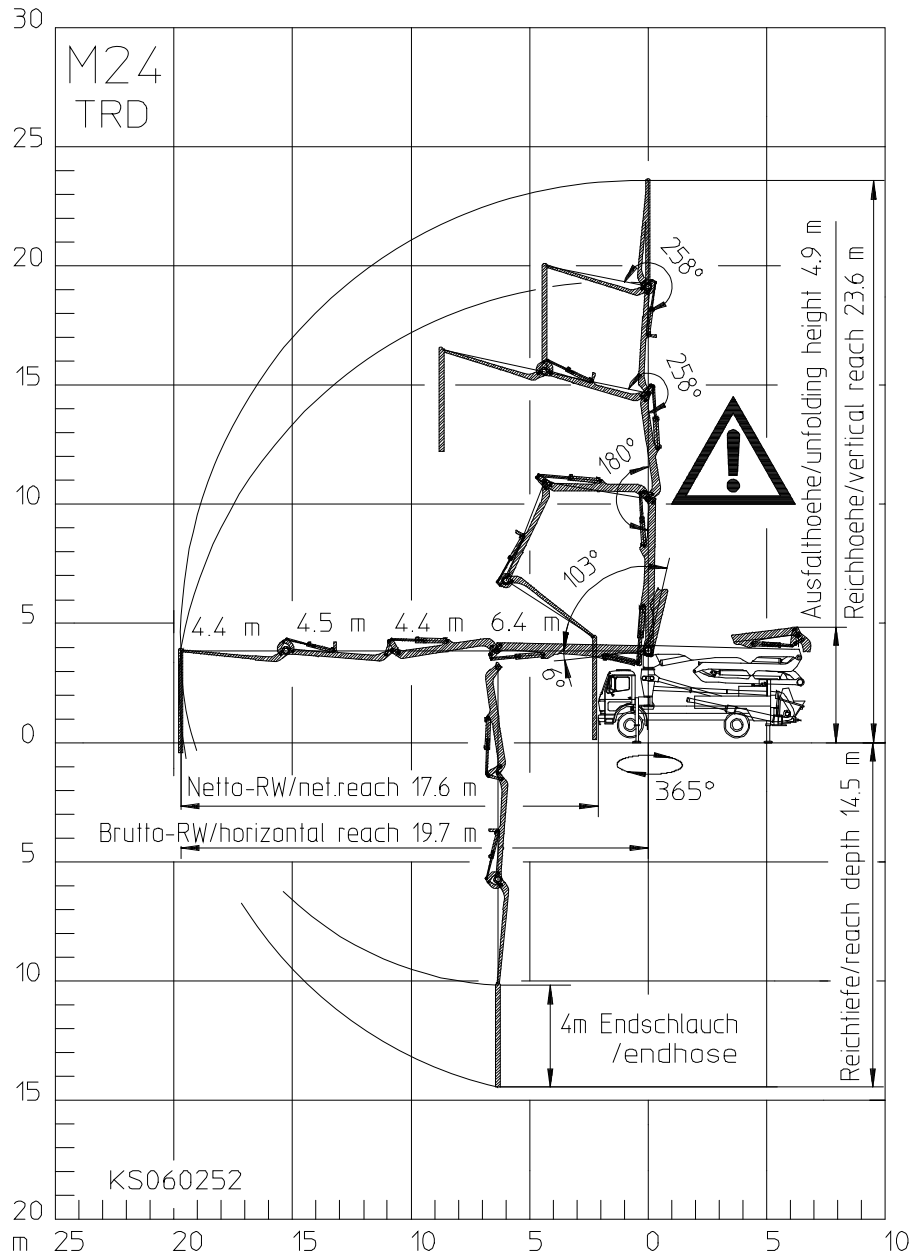 30
M24
TRD
25
20
15
10
5
0
5
10
15
20
m
25
20
15
10
5
0
5
10
258°
258°
180°
103°
6°
4.4 m
4.5 m
4.4 m
6.4 m
Ausfalthoehe/unfolding height 4.9 m
Reichhoehe/vertical reach 23.6 m
365°
Netto-RW/net.reach 17.6 m
Brutto-RW/horizontal reach 19.7 m
Reichtiefe/reach depth 14.5 m
4m Endschlauch
/endhose
KS060252